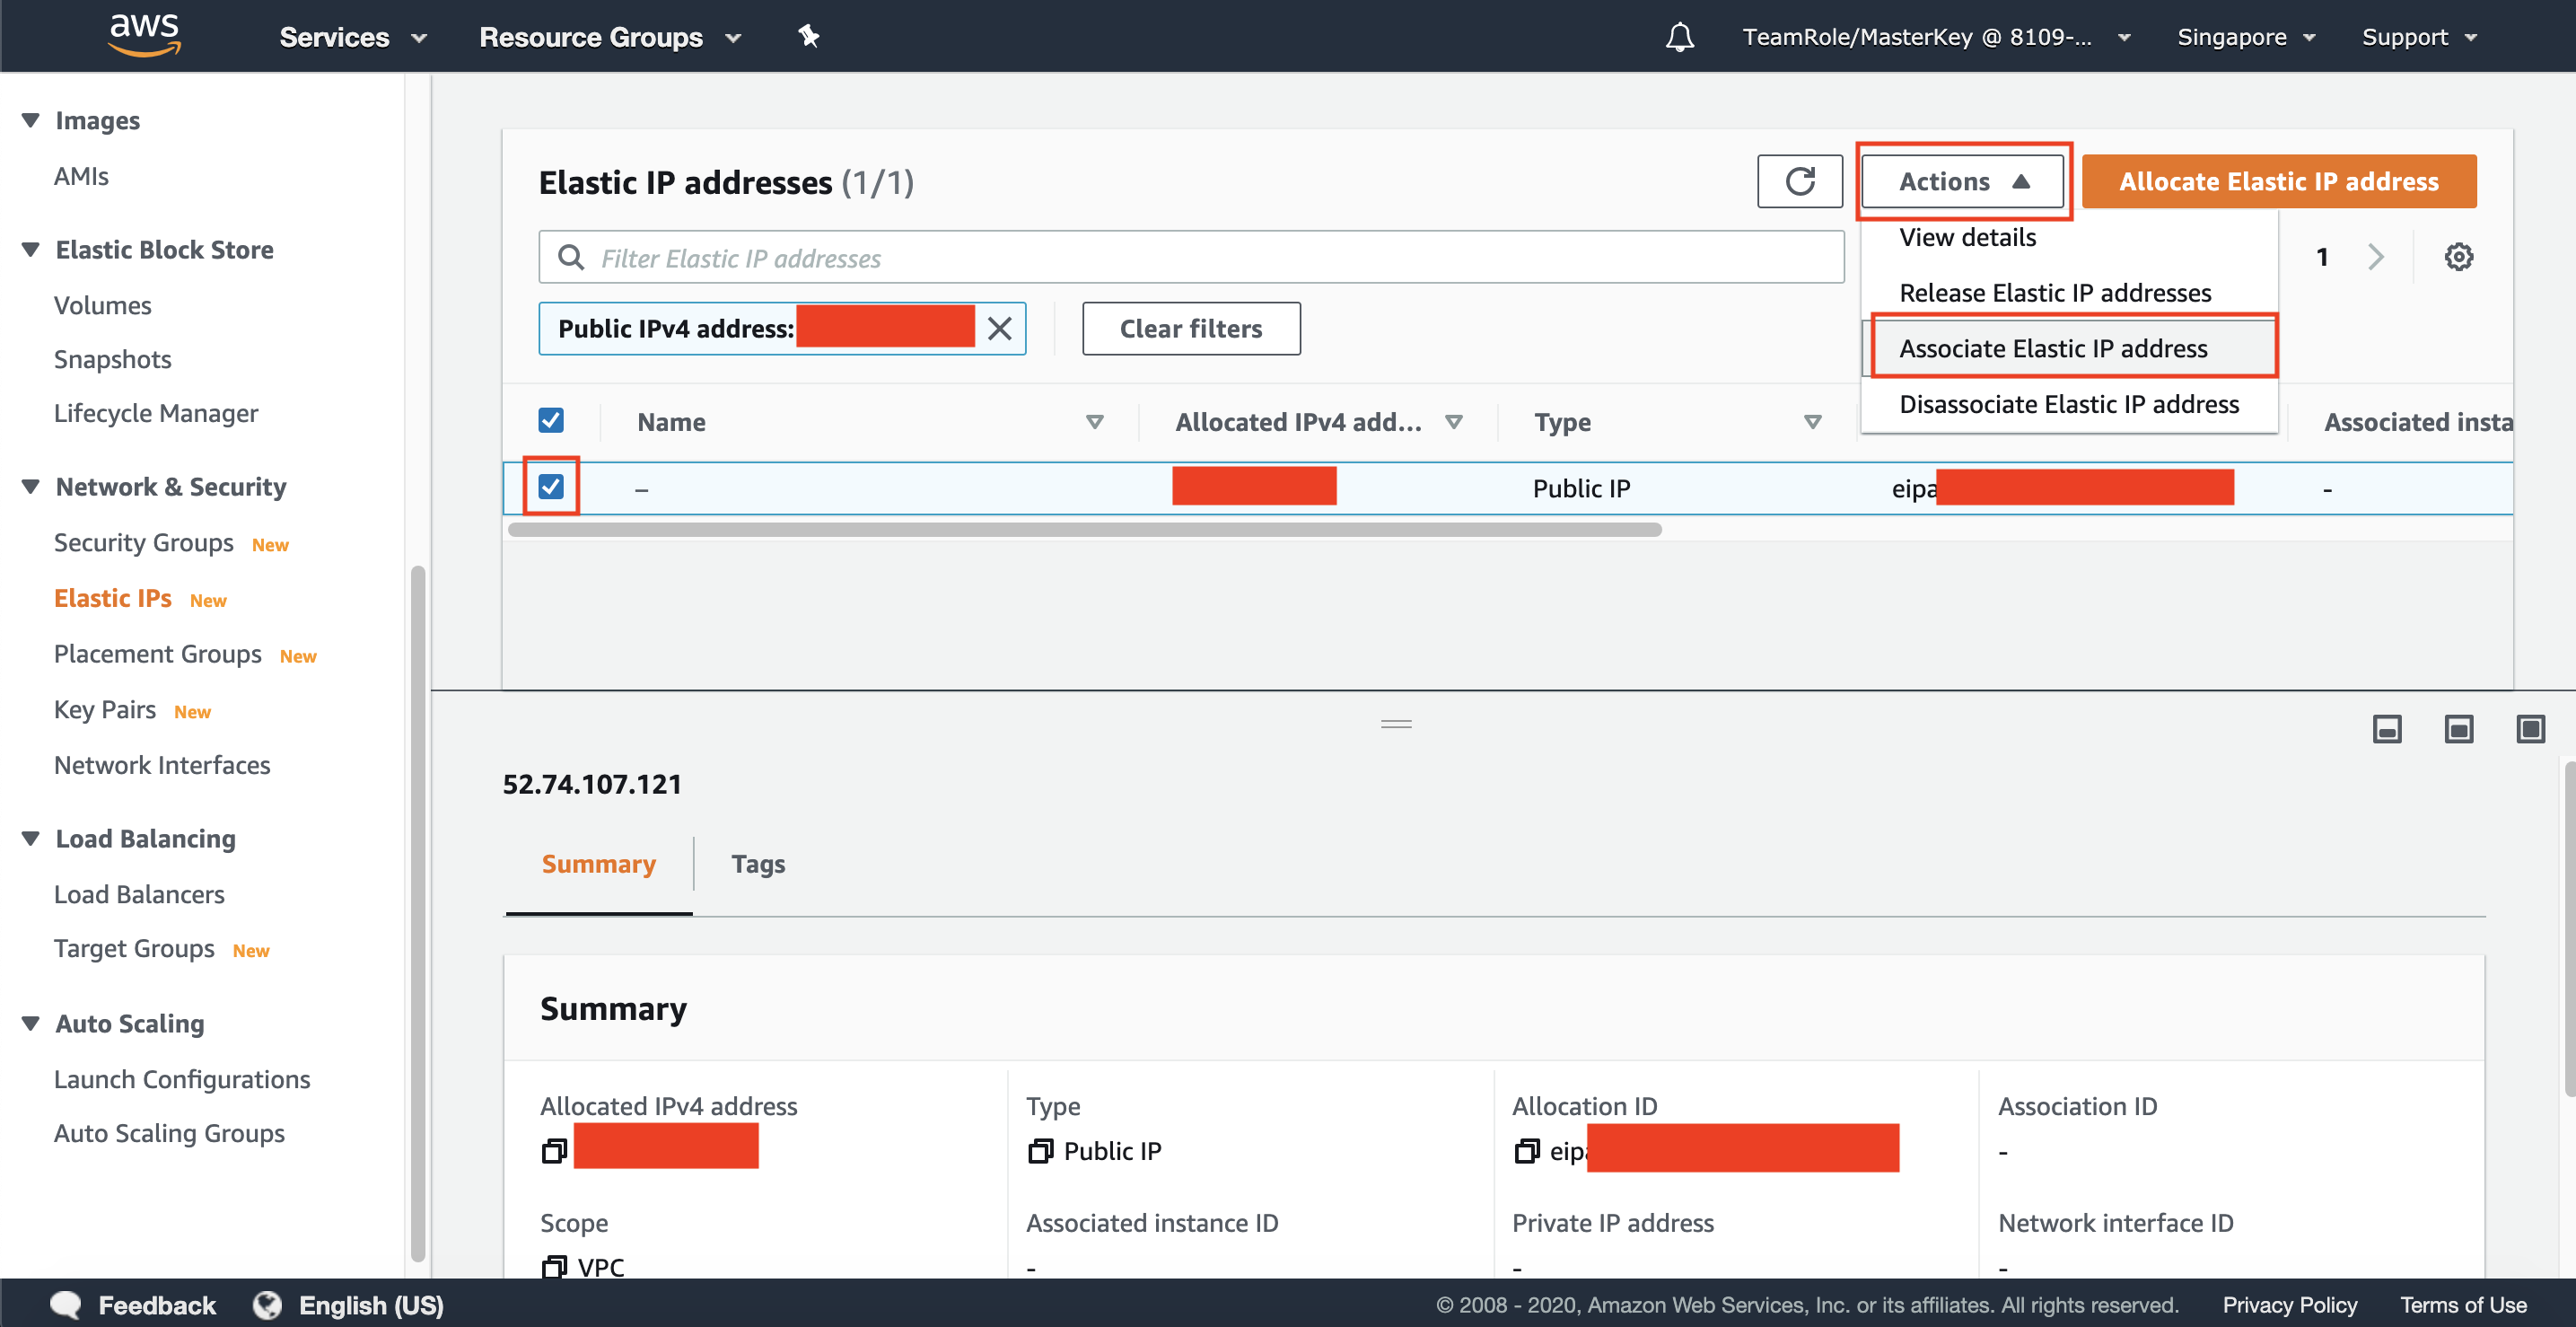 aws
Services
Resource Groups
TeamRole/MasterKey @ 8109-...
Singapore
Support
Images
AMIs
Elastic Block Store
Volumes
Snapshots
Lifecycle Manager
Network & Security
Security Groups New
Elastic IPs New
Placement Groups New
Key Pairs New
Network Interfaces
Load Balancing
Load Balancers
Target Groups New
Auto Scaling
Launch Configurations
Auto Scaling Groups
Elastic IP addresses (1/1)
Actions
Allocate Elastic IP address
View details
Release Elastic IP addresses
Associate Elastic IP address
Disassociate Elastic IP address
Filter Elastic IP addresses
1
Public IPv4 address:
Clear filters
Name
Allocated IPv4 add...
Type
Associated insta
–
Public IP
eipa
-
52.74.107.121
Summary
Tags
Summary
Allocated IPv4 address
Type
Allocation ID
Association ID
Public IP
eipa
-
Scope
Associated instance ID
Private IP address
Network interface ID
VPC
-
-
-
Feedback
English (US)
© 2008 - 2020, Amazon Web Services, Inc. or its affiliates. All rights reserved.
Privacy Policy
Terms of Use